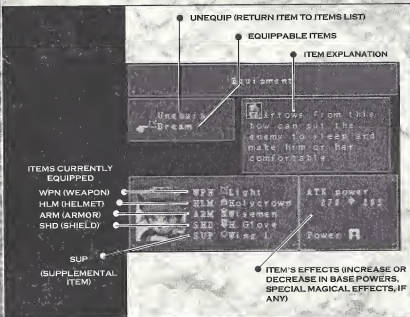 UNEQUIP (RETURN ITEM TO ITEMS LIST)
EQUIPPABLE ITEMS
ITEM EXPLANATION
Equipment
Unequip
Dream
Arrows from this
bow can put the
enemy to sleep and
make him or her
comfortable.
ITEMS CURRENTLY
EQUIPPED
WPN (WEAPON)
HLM (HELMET)
ARM (ARMOR)
SHD (SHIELD)
SUP
(SUPPLEMENTAL
ITEM)
WPN Light
HLM Holycrown
ARM Wisemen
SHD H.Glove
SUP Wing
ATK power
Power
ITEM'S EFFECTS (INCREASE OR
DECREASE IN BASE POWERS,
SPECIAL MAGICAL EFFECTS, IF
ANY)